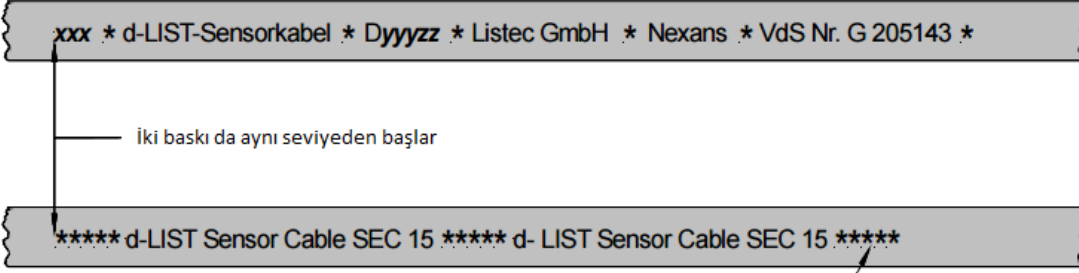 xxx * d-LIST-Sensorkabel * Dyyyzz * Listec GmbH * Nexans * VdS Nr. G 205143 *
İki baskı da aynı seviyeden başlar
***** d-LIST Sensor Cable SEC 15 ***** d- LIST Sensor Cable SEC 15 *****